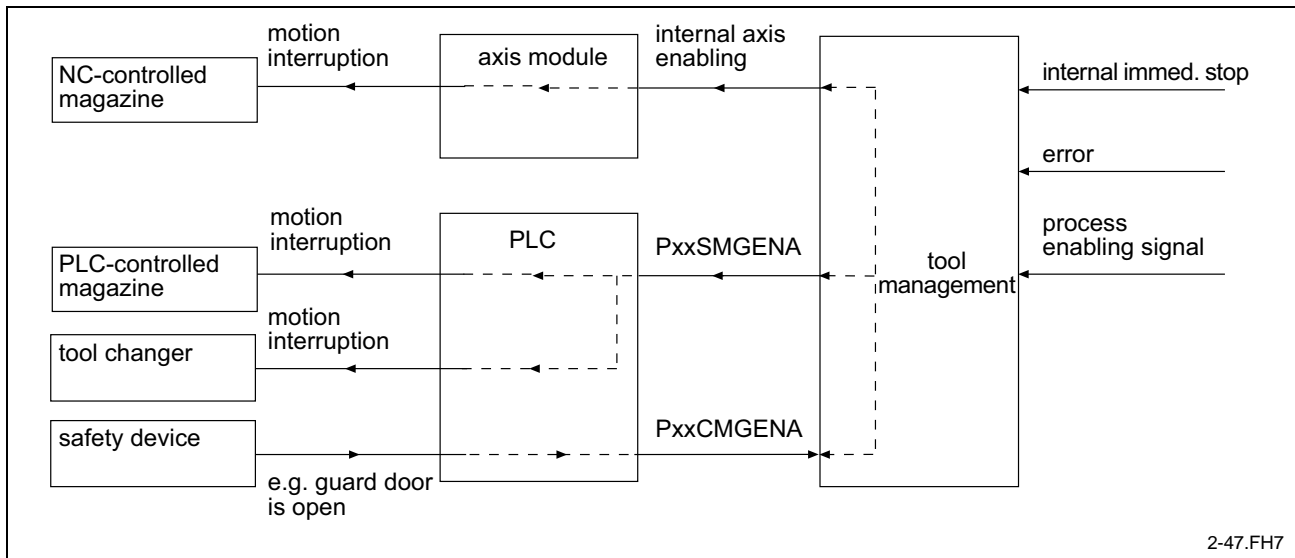 motion
interruption
NC-controlled
magazine
axis module
internal axis
enabling
internal immed. stop
error
process
enabling signal
tool
management
motion
interruption
PLC-controlled
magazine
PLC
PxxSMGENA
motion
interruption
tool changer
safety device
PxxCMGENA
e.g. guard door
is open
2-47.FH7